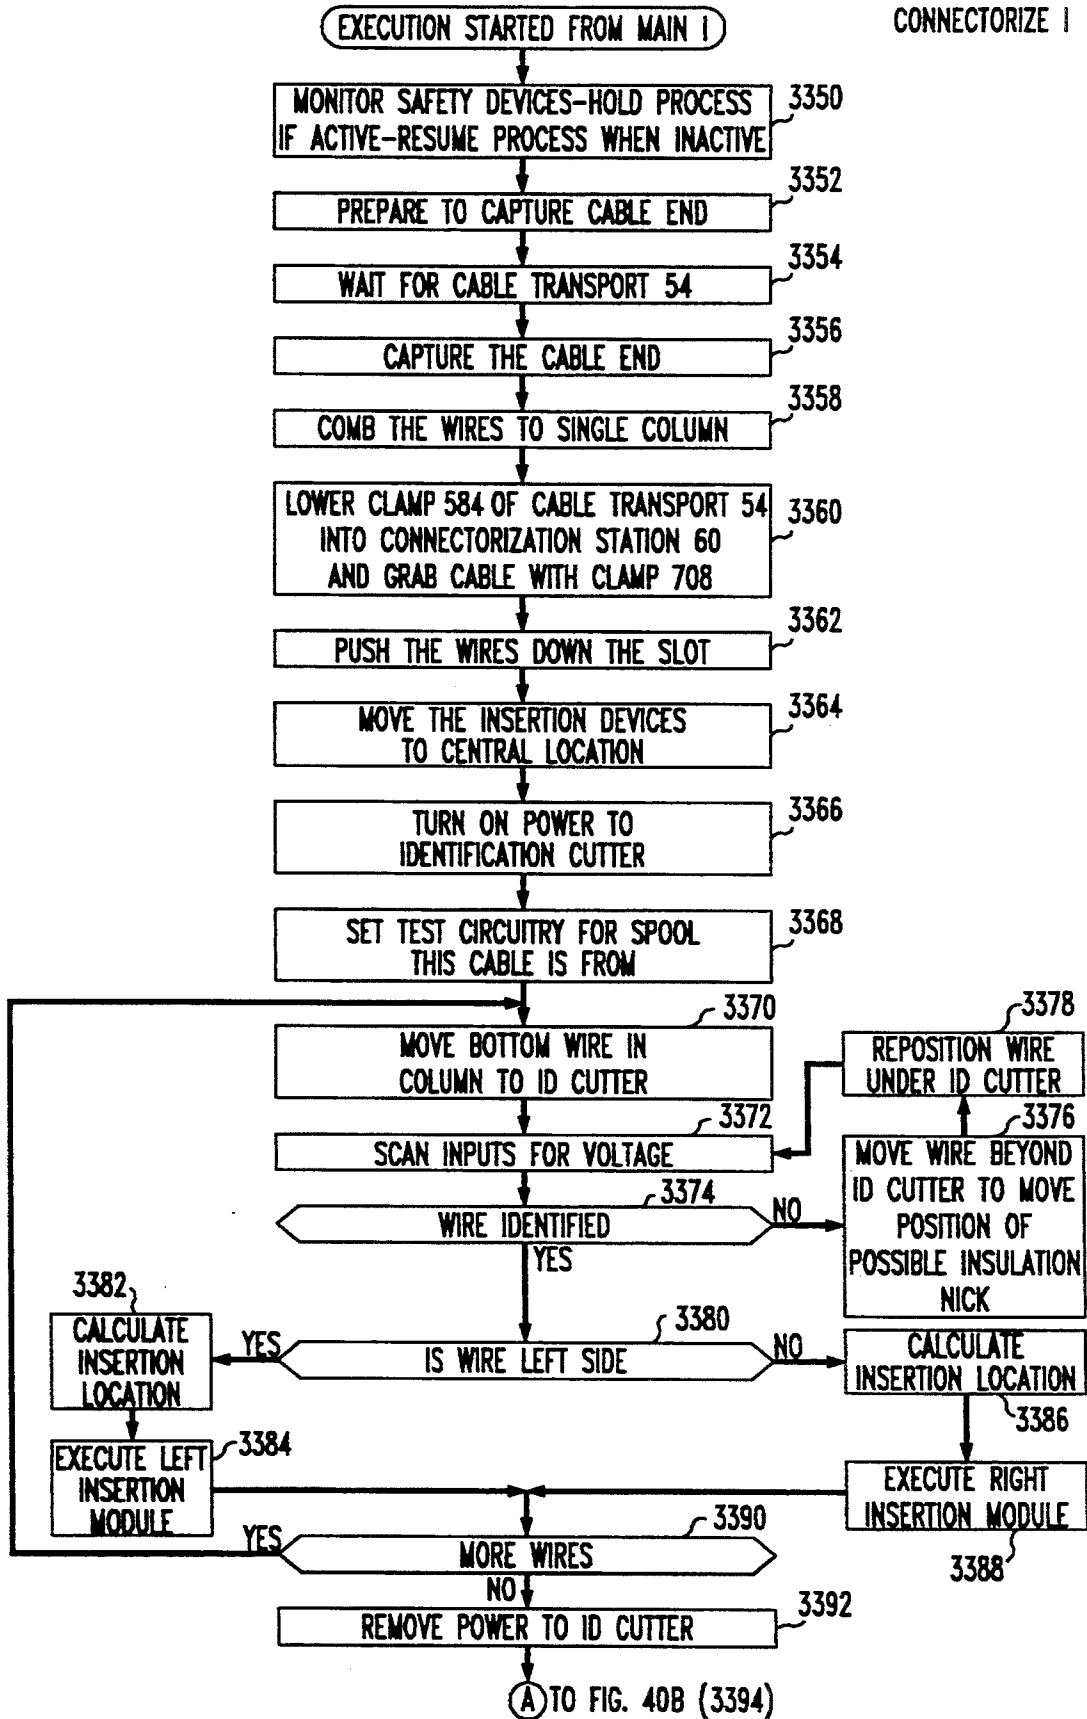 CONNECTORIZE I
EXECUTION STARTED FROM MAIN I
3350
MONITOR SAFETY DEVICES-HOLD PROCESS
IF ACTIVE-RESUME PROCESS WHEN INACTIVE
3352
PREPARE TO CAPTURE CABLE END
3354
WAIT FOR CABLE TRANSPORT 54
3356
CAPTURE THE CABLE END
3358
COMB THE WIRES TO SINGLE COLUMN
3360
LOWER CLAMP 584 OF CABLE TRANSPORT 54
INTO CONNECTORIZATION STATION 60
AND GRAB CABLE WITH CLAMP 708
3362
PUSH THE WIRES DOWN THE SLOT
3364
MOVE THE INSERTION DEVICES
TO CENTRAL LOCATION
3366
TURN ON POWER TO
IDENTIFICATION CUTTER
3368
SET TEST CIRCUITRY FOR SPOOL
THIS CABLE IS FROM
3370
MOVE BOTTOM WIRE IN
COLUMN TO ID CUTTER
3378
REPOSITION WIRE
UNDER ID CUTTER
3372
SCAN INPUTS FOR VOLTAGE
3376
MOVE WIRE BEYOND
ID CUTTER TO MOVE
POSITION OF
POSSIBLE INSULATION
NICK
3374
WIRE IDENTIFIED
NO
YES
3380
IS WIRE LEFT SIDE
YES
NO
3382
CALCULATE
INSERTION
LOCATION
CALCULATE
INSERTION LOCATION
3386
3384
EXECUTE LEFT
INSERTION
MODULE
EXECUTE RIGHT
INSERTION MODULE
3388
3390
MORE WIRES
YES
NO
3392
REMOVE POWER TO ID CUTTER
A TO FIG. 40B (3394)